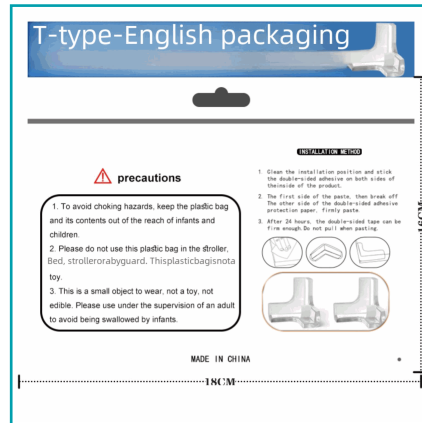 T-type-English packaging
precautions
1. To avoid choking hazards, keep the plastic bag
and its contents out of the reach of infants and
children.
2. Please do not use this plastic bag in the stroller,
Bed, strollerorabyguard. Thisplasticbagisnota
toy.
3. This is a small object to wear, not a toy, not
edible. Please use under the supervision of an adult
to avoid being swallowed by infants.
INSTALLATION METHOD
1. Clean the installation position and stick
the double-sided adhesive on both sides of
theinside of the product.
2. The first side of the paste, then break off
The other side of the double-sided adhesive
protection paper, firmly paste
3. After 24 hours, the double-sided tape can be
firm enough.Do not pull when pasting.
MADE IN CHINA
18CM
16CM